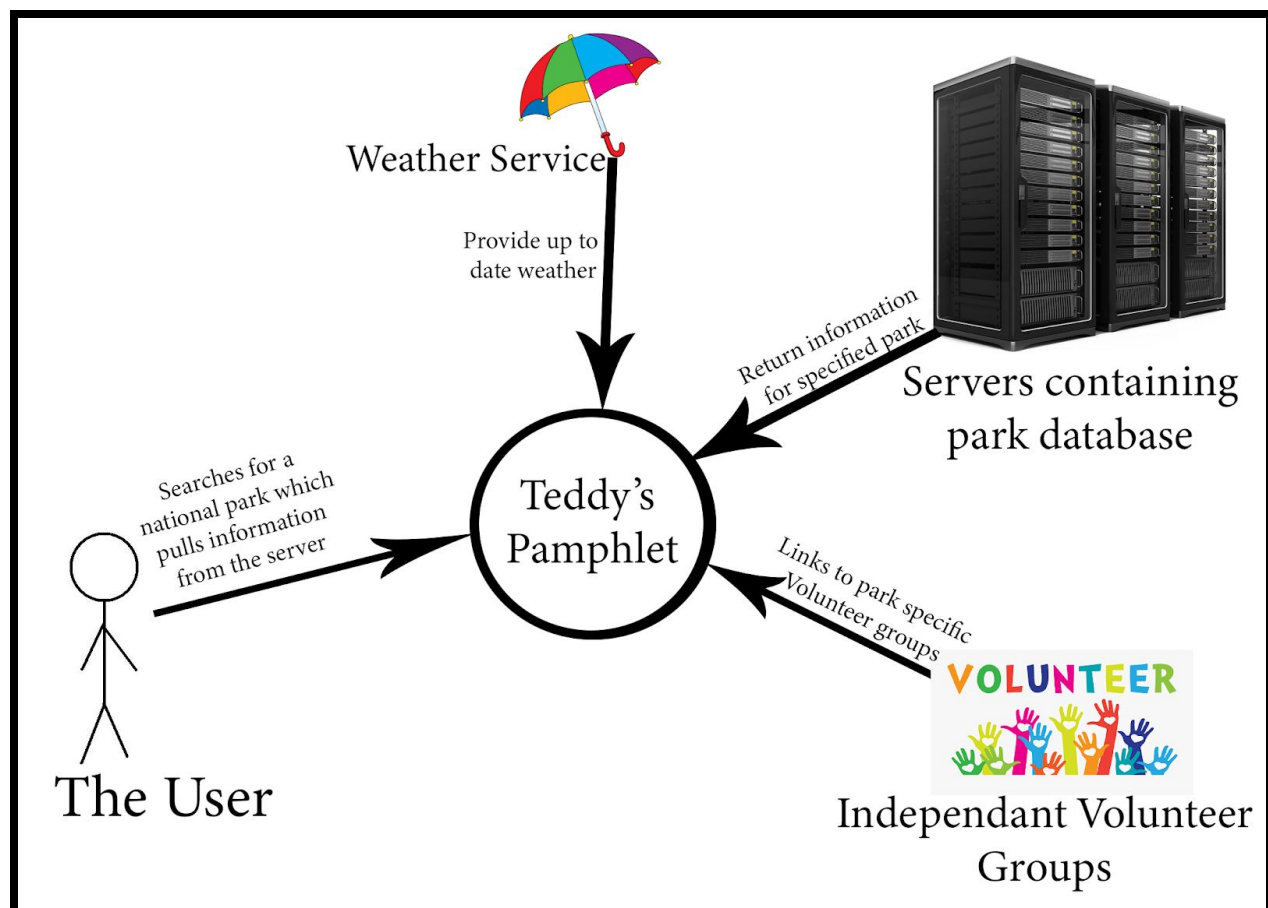 Weather Service
Provide up to
date weather
Return information
for specified park
Servers containing
park database
Searches for a
national park which
pulls information
from the server
Teddy’s
Pamphlet
Links to park specific
Volunteer groups
VOLUNTEER
The User
Independant Volunteer
Groups